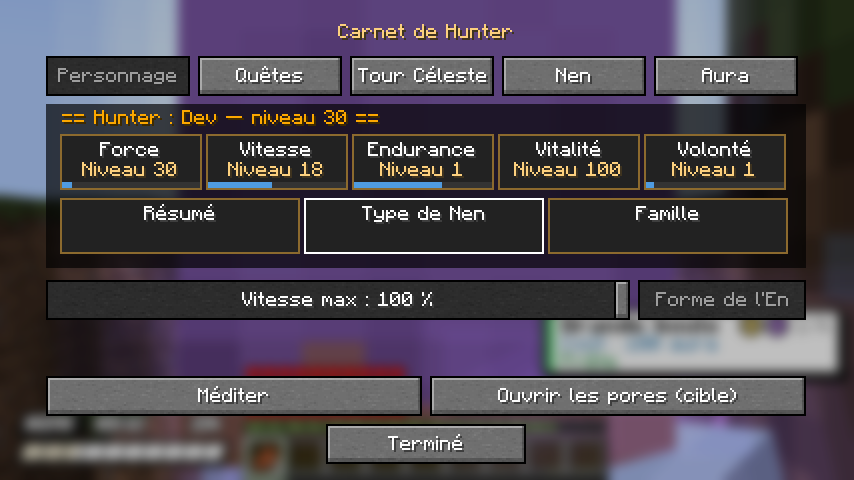 Carnet de Hunter
Personnage
Quêtes
Tour Céleste
Nen
Aura
== Hunter : Dev — niveau 30 ==
Force
Niveau 30
Vitesse
Niveau 18
Endurance
Niveau 1
Vitalité
Niveau 100
Volonté
Niveau 1
Résumé
Type de Nen
Famille
Vitesse max : 100 %
Forme de l'En
Méditer
Ouvrir les pores (cible)
Terminé